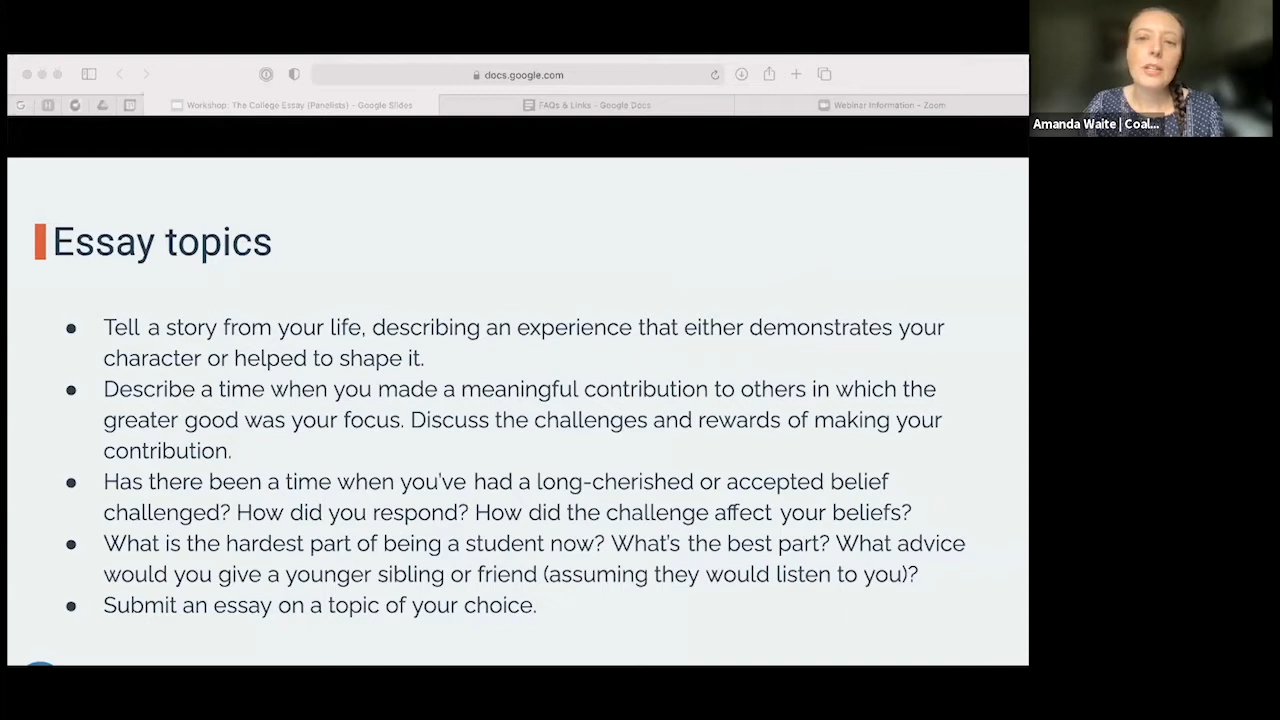 docs.google.com
Workshop: The College Essay (Panelists) - Google Slides
FAQs & Links - Google Docs
Webinar Information - Zoom
Amanda Waite | Coal...
Essay topics
● Tell a story from your life, describing an experience that either demonstrates your
character or helped to shape it.
● Describe a time when you made a meaningful contribution to others in which the
greater good was your focus. Discuss the challenges and rewards of making your
contribution.
● Has there been a time when you've had a long-cherished or accepted belief
challenged? How did you respond? How did the challenge affect your beliefs?
● What is the hardest part of being a student now? What's the best part? What advice
would you give a younger sibling or friend (assuming they would listen to you)?
● Submit an essay on a topic of your choice.